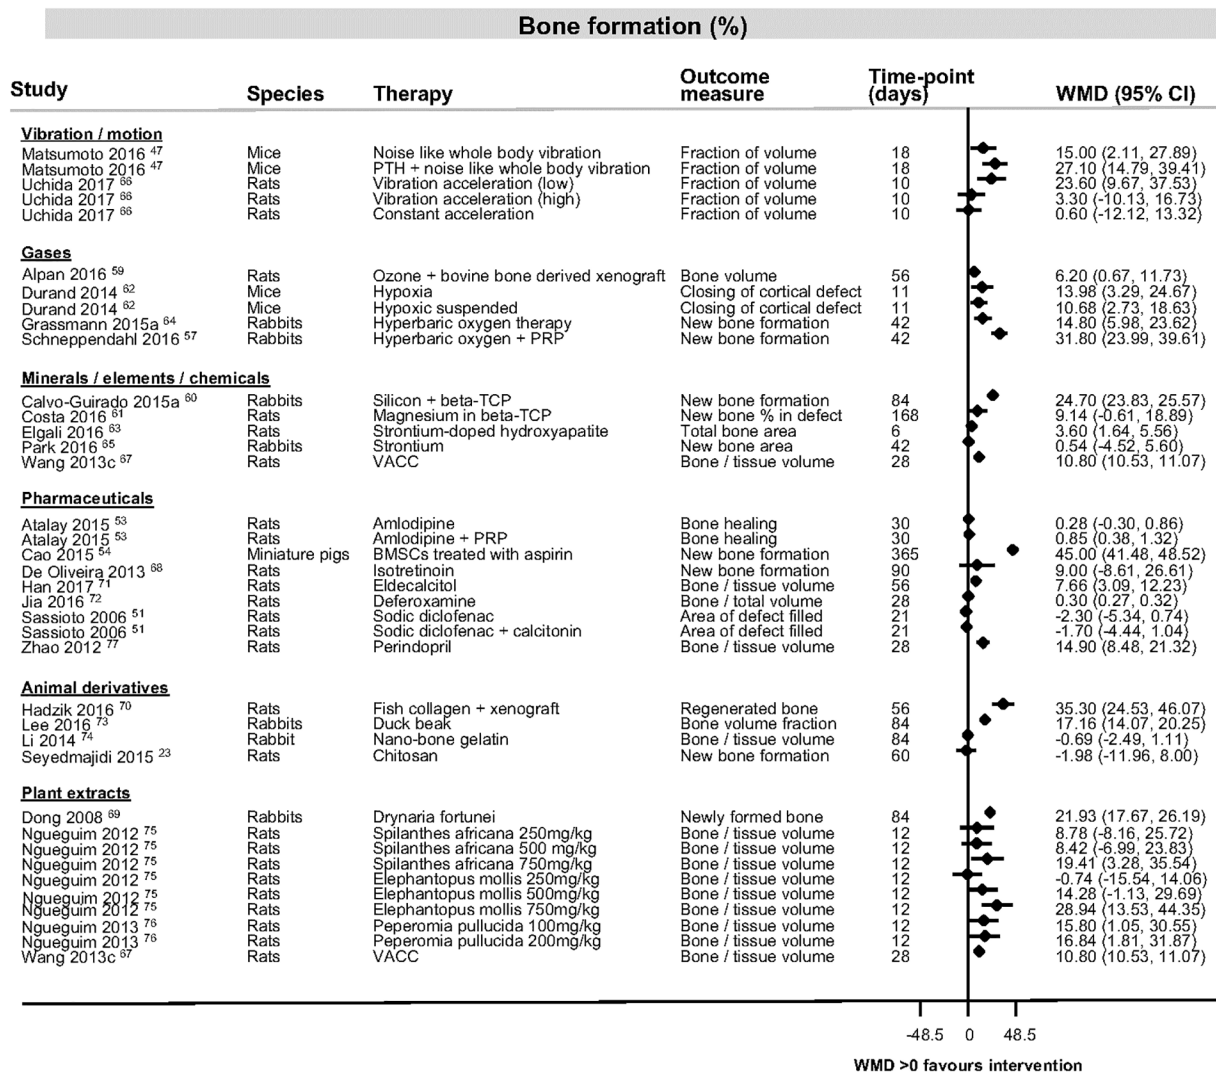 Bone formation (%)
Study Species Therapy Outcome measure Time-point (days) WMD (95% CI)
Vibration / motion
Matsumoto 2016 47 Mice Noise like whole body vibration Fraction of volume 18 15.00 (2.11, 27.89)
Matsumoto 2016 47 Mice PTH + noise like whole body vibration Fraction of volume 18 27.10 (14.79, 39.41)
Uchida 2017 66 Rats Vibration acceleration (low) Fraction of volume 10 23.60 (9.67, 37.53)
Uchida 2017 66 Rats Vibration acceleration (high) Fraction of volume 10 3.30 (-10.13, 16.73)
Uchida 2017 66 Rats Constant acceleration Fraction of volume 10 0.60 (-12.12, 13.32)
Gases
Alpan 2016 59 Rats Ozone + bovine bone derived xenograft Bone volume 56 6.20 (0.67, 11.73)
Durand 2014 62 Mice Hypoxia Closing of cortical defect 11 13.98 (3.29, 24.67)
Durand 2014 62 Mice Hypoxic suspended Closing of cortical defect 11 10.68 (2.73, 18.63)
Grassmann 2015a 64 Rabbits Hyperbaric oxygen therapy New bone formation 42 14.80 (5.98, 23.62)
Schneppendahl 2016 57 Rabbits Hyperbaric oxygen + PRP New bone formation 42 31.80 (23.99, 39.61)
Minerals / elements / chemicals
Calvo-Guirado 2015a 60 Rabbits Silicon + beta-TCP New bone formation 84 24.70 (23.83, 25.57)
Costa 2016 61 Rats Magnesium in beta-TCP New bone % in defect 168 9.14 (-0.61, 18.89)
Elgali 2016 63 Rats Strontium-doped hydroxyapatite Total bone area 6 3.60 (1.64, 5.56)
Park 2016 65 Rabbits Strontium New bone area 42 0.54 (-4.52, 5.60)
Wang 2013c 67 Rats VACC Bone / tissue volume 28 10.80 (10.53, 11.07)
Pharmaceuticals
Atalay 2015 53 Rats Amlodipine Bone healing 30 0.28 (-0.30, 0.86)
Atalay 2015 53 Rats Amlodipine + PRP Bone healing 30 0.85 (0.38, 1.32)
Cao 2015 54 Miniature pigs BMSCs treated with aspirin New bone formation 365 45.00 (41.48, 48.52)
De Oliveira 2013 68 Rats Isotretinoin New bone formation 90 9.00 (-8.61, 26.61)
Han 2017 71 Rats Eldecalcitol Bone / tissue volume 56 7.66 (3.09, 12.23)
Jia 2016 72 Rats Deferoxamine Bone / total volume 28 0.30 (0.27, 0.32)
Sassioto 2006 51 Rats Sodic diclofenac Area of defect filled 21 -2.30 (-5.34, 0.74)
Sassioto 2006 51 Rats Sodic diclofenac + calcitonin Area of defect filled 21 -1.70 (-4.44, 1.04)
Zhao 2012 77 Rats Perindopril Bone / tissue volume 28 14.90 (8.48, 21.32)
Animal derivatives
Hadzik 2016 70 Rats Fish collagen + xenograft Regenerated bone 56 35.30 (24.53, 46.07)
Lee 2016 73 Rabbits Duck beak Bone volume fraction 84 17.16 (14.07, 20.25)
Li 2014 74 Rabbit Nano-bone gelatin Bone / tissue volume 84 -0.69 (-2.49, 1.11)
Seyedmajidi 2015 23 Rats Chitosan New bone formation 60 -1.98 (-11.96, 8.00)
Plant extracts
Dong 2008 69 Rabbits Drynaria fortunei Newly formed bone 84 21.93 (17.67, 26.19)
Ngueguim 2012 75 Rats Spilanthes africana 250mg/kg Bone / tissue volume 12 8.78 (-8.16, 25.72)
Ngueguim 2012 75 Rats Spilanthes africana 500 mg/kg Bone / tissue volume 12 8.42 (-6.99, 23.83)
Ngueguim 2012 75 Rats Spilanthes africana 750mg/kg Bone / tissue volume 12 19.41 (3.28, 35.54)
Ngueguim 2012 75 Rats Elephantopus mollis 250mg/kg Bone / tissue volume 12 -0.74 (-15.54, 14.06)
Ngueguim 2012 75 Rats Elephantopus mollis 500mg/kg Bone / tissue volume 12 14.28 (-1.13, 29.69)
Ngueguim 2012 75 Rats Elephantopus mollis 750mg/kg Bone / tissue volume 12 28.94 (13.53, 44.35)
Ngueguim 2013 76 Rats Peperomia pullucida 100mg/kg Bone / tissue volume 12 15.80 (1.05, 30.55)
Ngueguim 2013 76 Rats Peperomia pullucida 200mg/kg Bone / tissue volume 12 16.84 (1.81, 31.87)
Wang 2013c 67 Rats VACC Bone / tissue volume 28 10.80 (10.53, 11.07)
-48.5 0 48.5
WMD >0 favours intervention